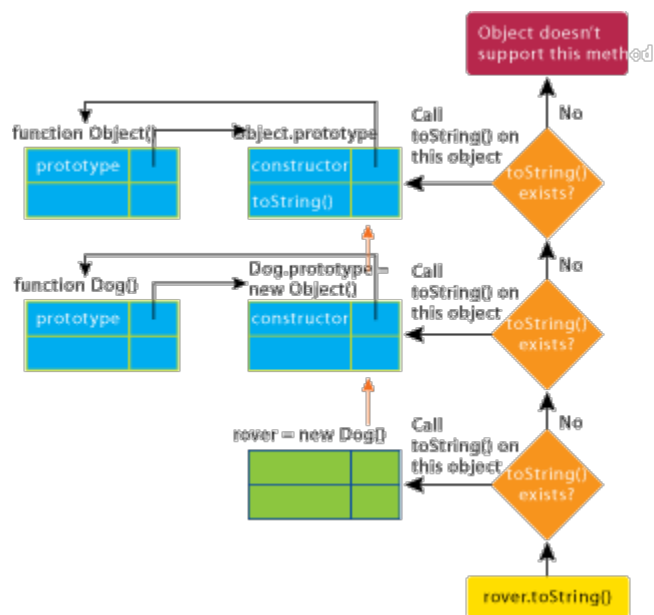 Object doesn't
support this method
Call
toString() on
this object
No
function Object()
Object.prototype
prototype
constructor
toString()
toString()
exists?
Call
toString() on
this object
No
function Dog()
Dog.prototype =
new Object()
prototype
constructor
toString()
exists?
Call
toString() on
this object
No
rover = new Dog()
toString()
exists?
rover.toString()